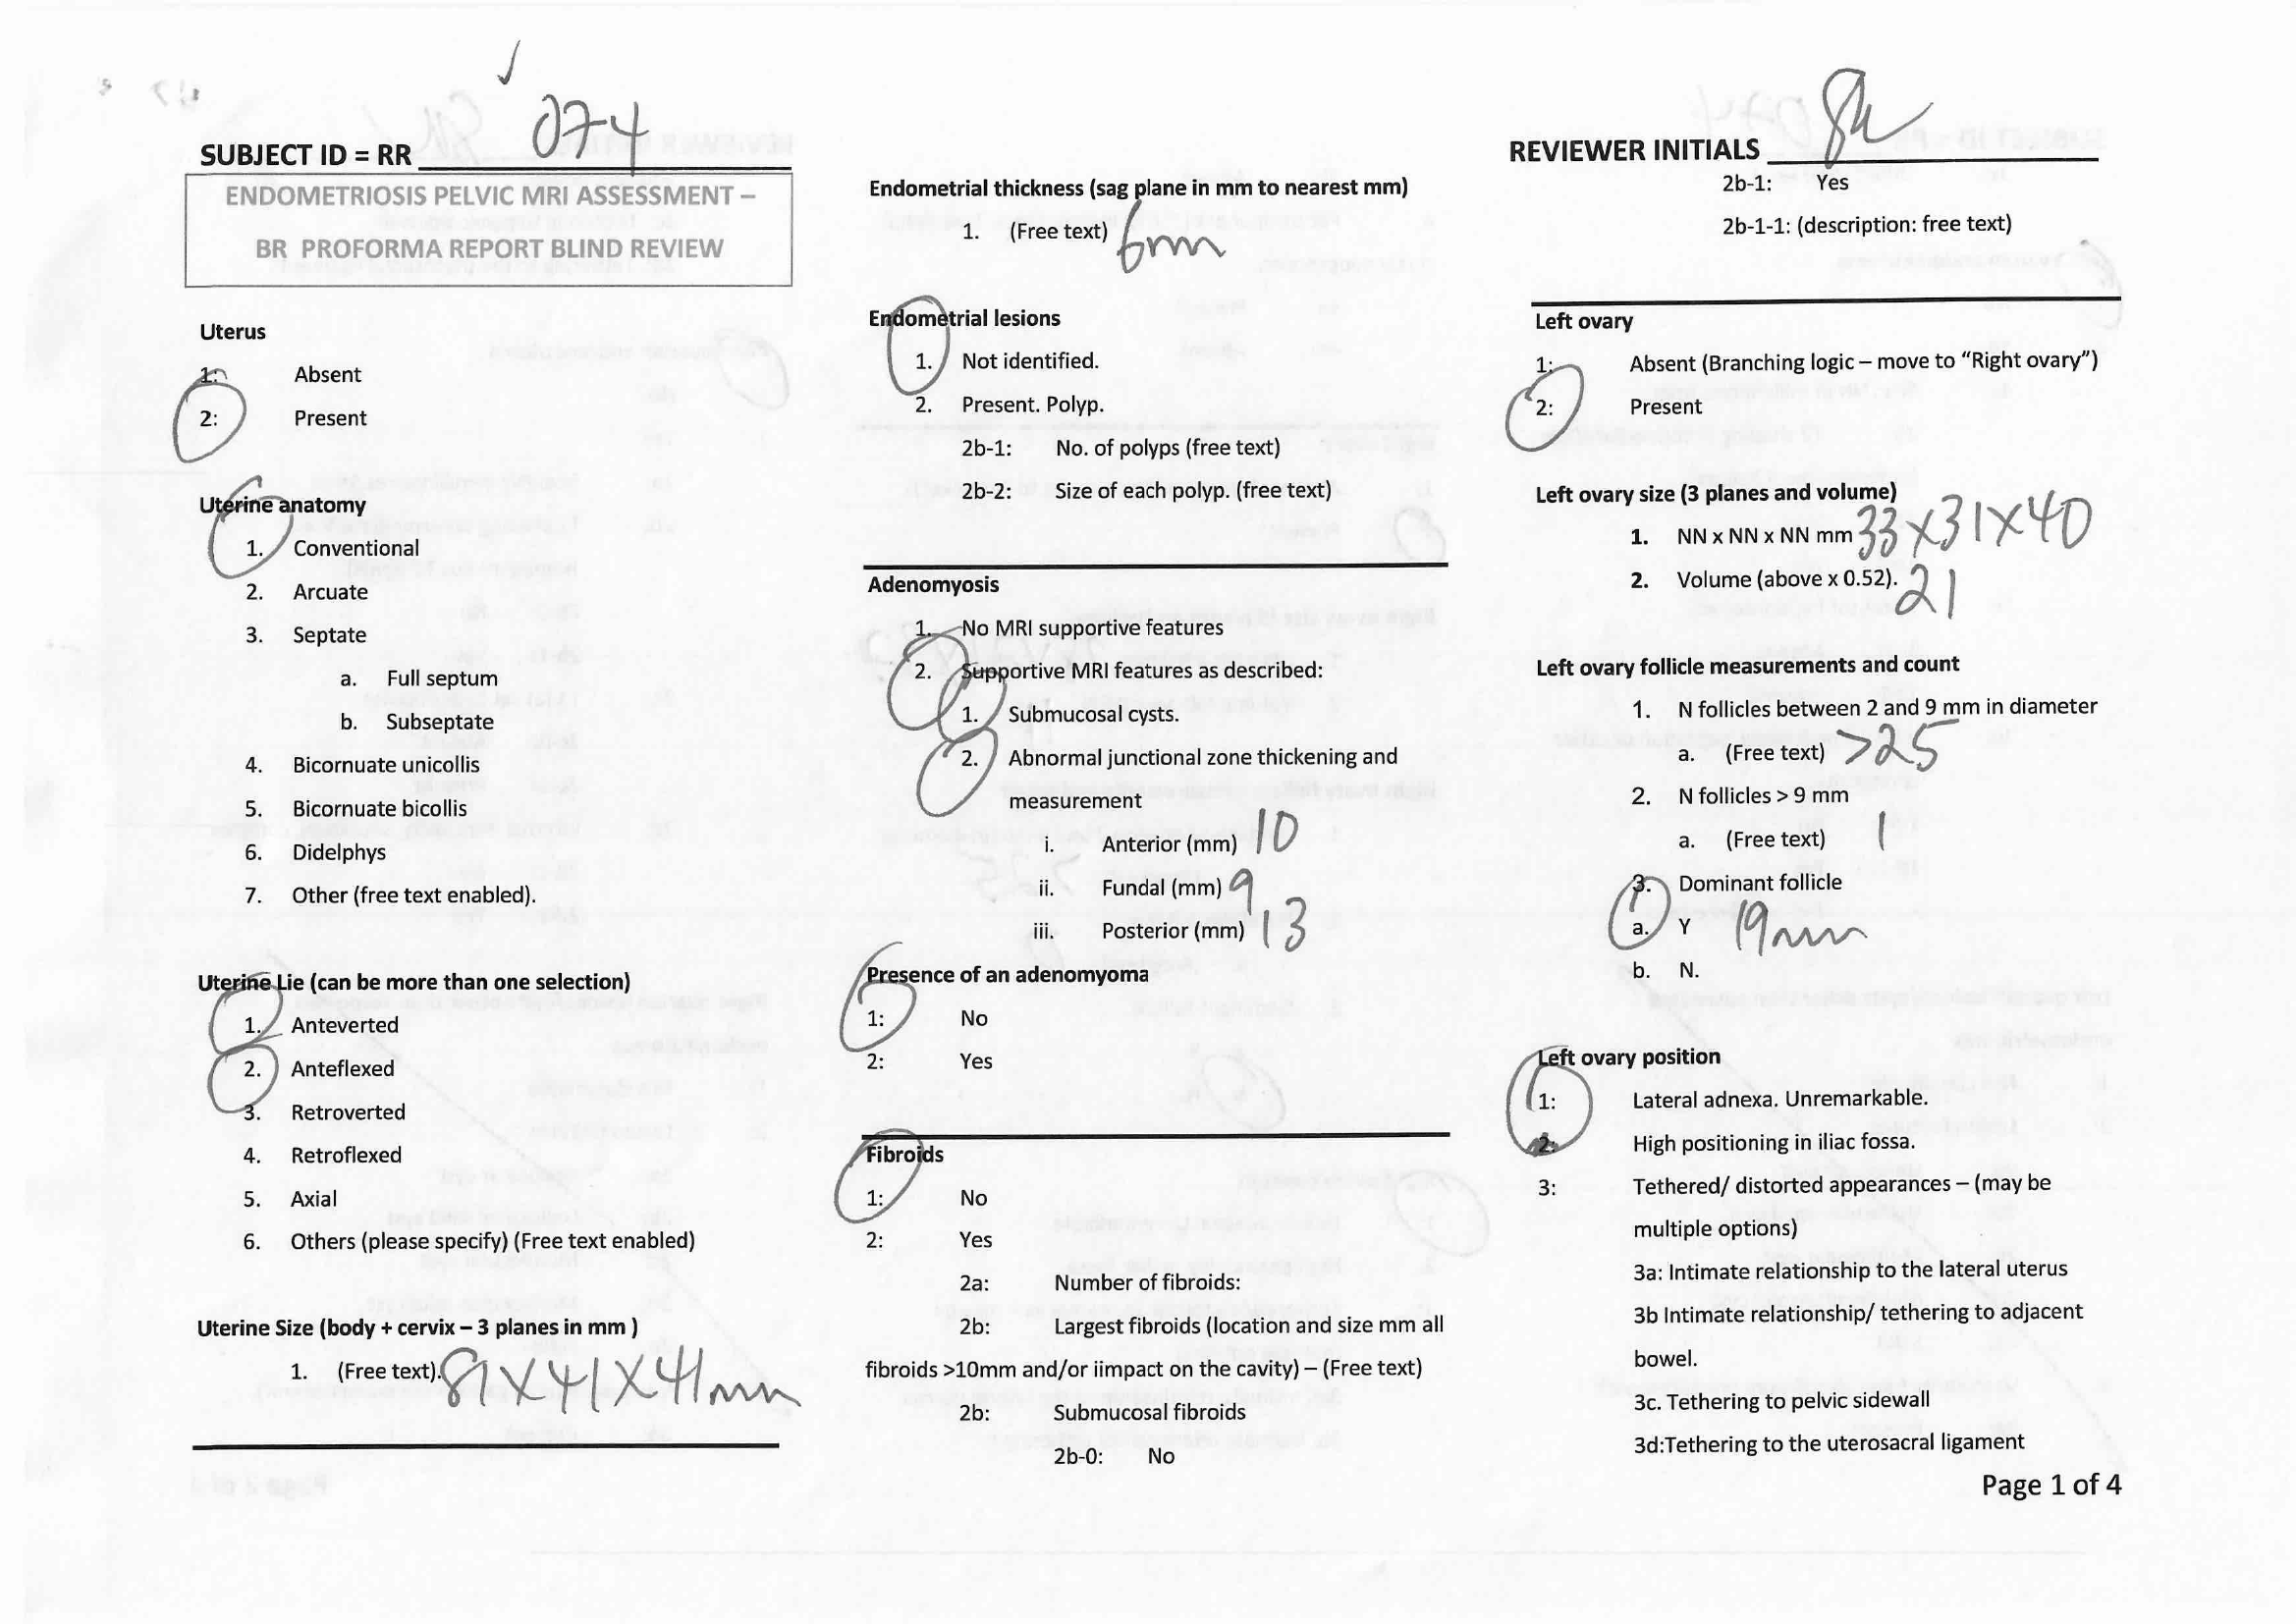 SUBJECT ID = RR 074
ENDOMETRIOSIS PELVIC MRI ASSESSMENT –
BR PROFORMA REPORT BLIND REVIEW
Uterus
1: Absent
2: Present
Uterine anatomy
1. Conventional
2. Arcuate
3. Septate
a. Full septum
b. Subseptate
4. Bicornuate unicollis
5. Bicornuate bicollis
6. Didelphys
7. Other (free text enabled).
Uterine Lie (can be more than one selection)
1. Anteverted
2. Anteflexed
3. Retroverted
4. Retroflexed
5. Axial
6. Others (please specify) (Free text enabled)
Uterine Size (body + cervix – 3 planes in mm )
1. (Free text). 81X41X41mm
Endometrial thickness (sag plane in mm to nearest mm)
1. (Free text) 6mm
Endometrial lesions
1. Not identified.
2. Present. Polyp.
2b-1: No. of polyps (free text)
2b-2: Size of each polyp. (free text)
Adenomyosis
1. No MRI supportive features
2. Supportive MRI features as described:
1. Submucosal cysts.
2. Abnormal junctional zone thickening and
measurement
i. Anterior (mm) 10
ii. Fundal (mm) 9
iii. Posterior (mm) 13
Presence of an adenomyoma
1: No
2: Yes
Fibroids
1: No
2: Yes
2a: Number of fibroids:
2b: Largest fibroids (location and size mm all
fibroids >10mm and/or iimpact on the cavity) – (Free text)
2b: Submucosal fibroids
2b-0: No
REVIEWER INITIALS
2b-1: Yes
2b-1-1: (description: free text)
Left ovary
1: Absent (Branching logic – move to “Right ovary”)
2: Present
Left ovary size (3 planes and volume)
1. NN x NN x NN mm 33X31X40
2. Volume (above x 0.52). 21
Left ovary follicle measurements and count
1. N follicles between 2 and 9 mm in diameter
a. (Free text) >25
2. N follicles > 9 mm
a. (Free text) 1
3. Dominant follicle
a. Y 19mm
b. N.
Left ovary position
1: Lateral adnexa. Unremarkable.
2: High positioning in iliac fossa.
3: Tethered/ distorted appearances – (may be
multiple options)
3a: Intimate relationship to the lateral uterus
3b Intimate relationship/ tethering to adjacent
bowel.
3c. Tethering to pelvic sidewall
3d:Tethering to the uterosacral ligament
Page 1 of 4